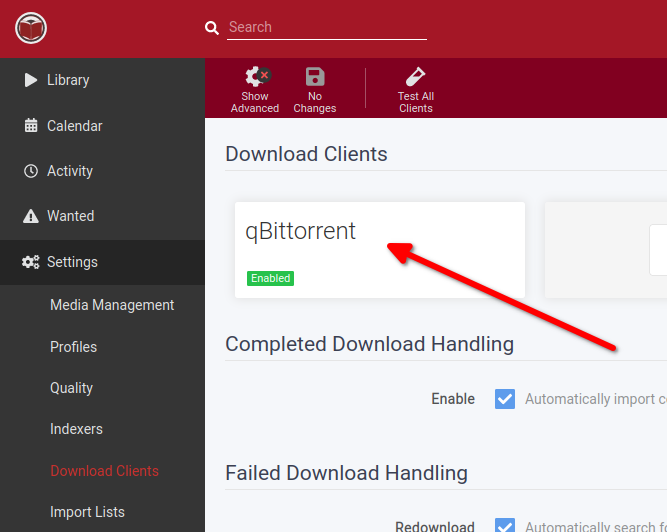 Search
Library
Calendar
Activity
Wanted
Settings
Media Management
Profiles
Quality
Indexers
Download Clients
Import Lists
Show
Advanced
No
Changes
Test All
Clients
Download Clients
qBittorrent
Enabled
Completed Download Handling
Enable
Automatically import
Failed Download Handling
Redownload
Automatically search